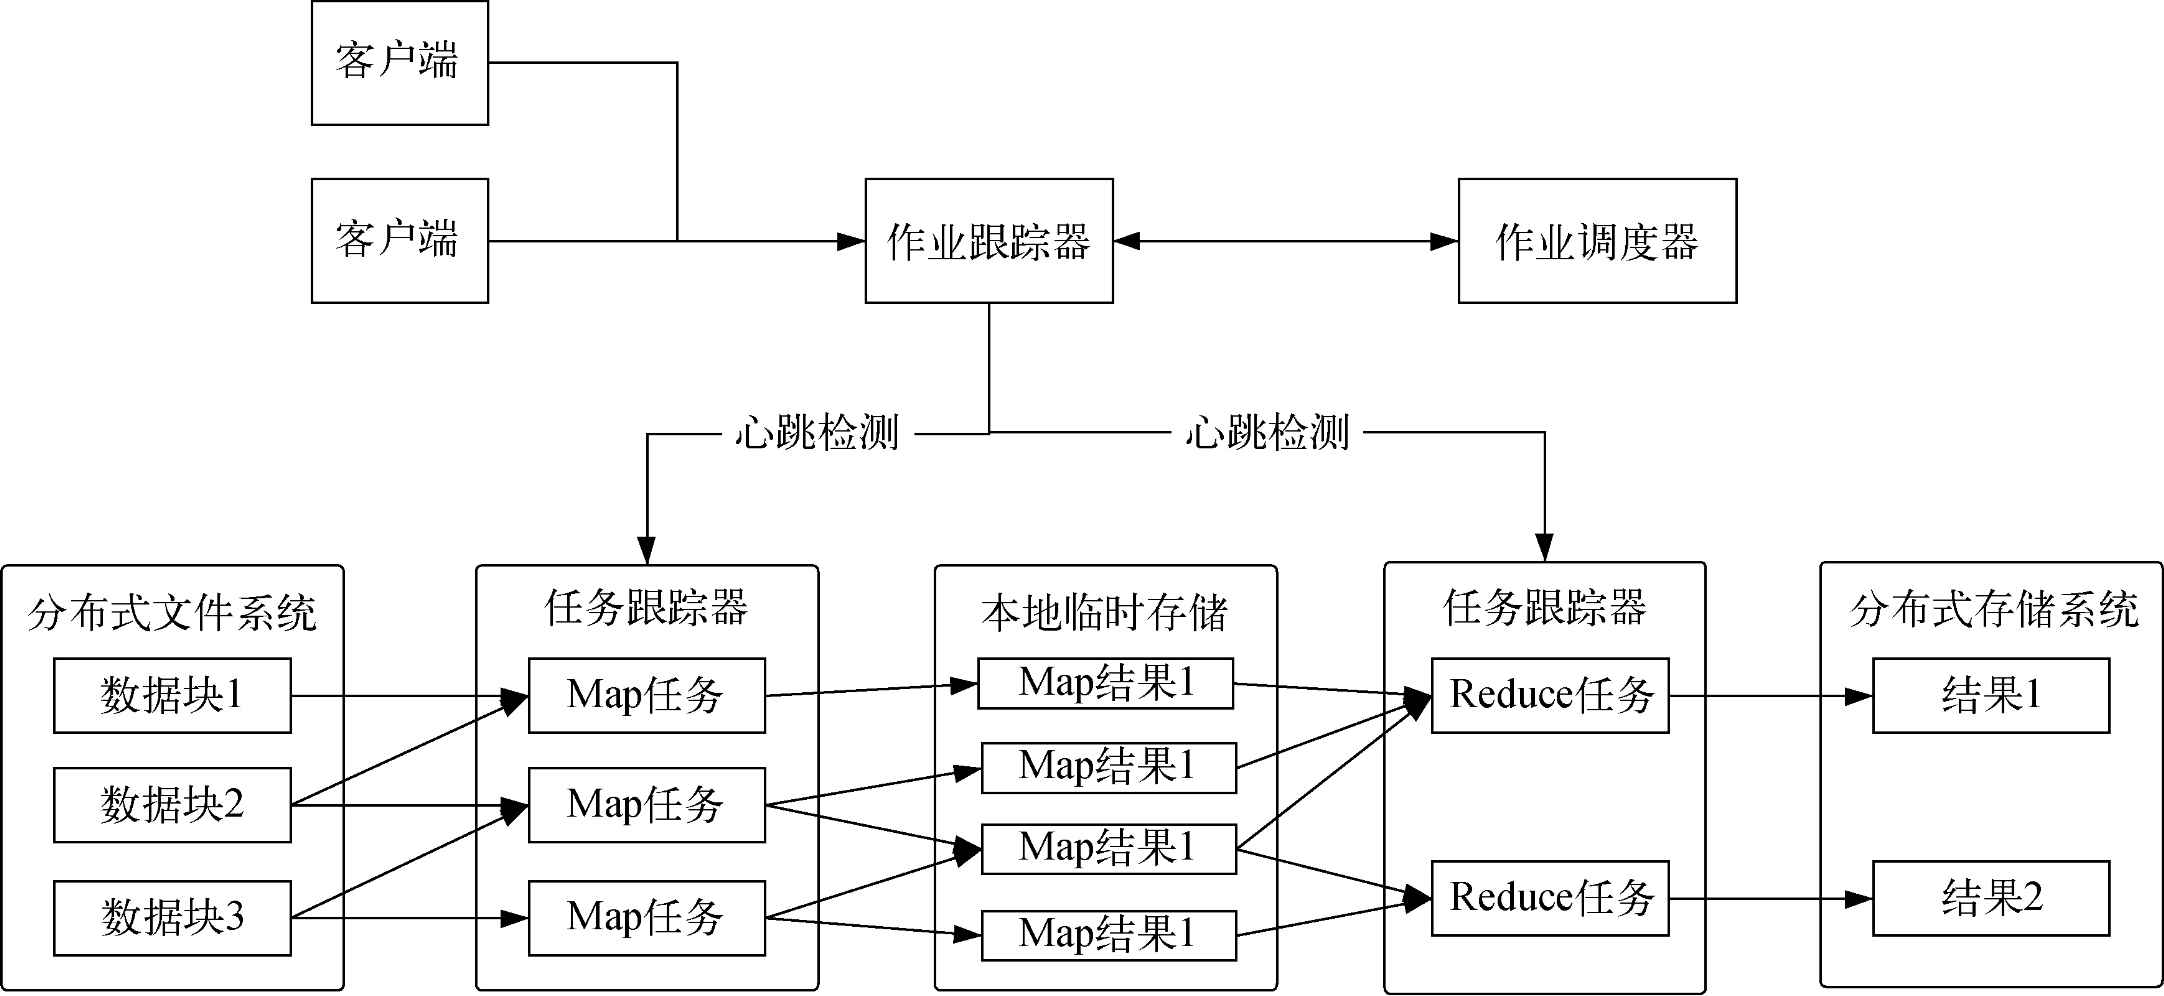 客户端
客户端
作业跟踪器
作业调度器
心跳检测
心跳检测
分布式文件系统
数据块1
数据块2
数据块3
任务跟踪器
Map任务
Map任务
Map任务
本地临时存储
Map结果1
Map结果1
Map结果1
Map结果1
任务跟踪器
Reduce任务
Reduce任务
分布式存储系统
结果1
结果2